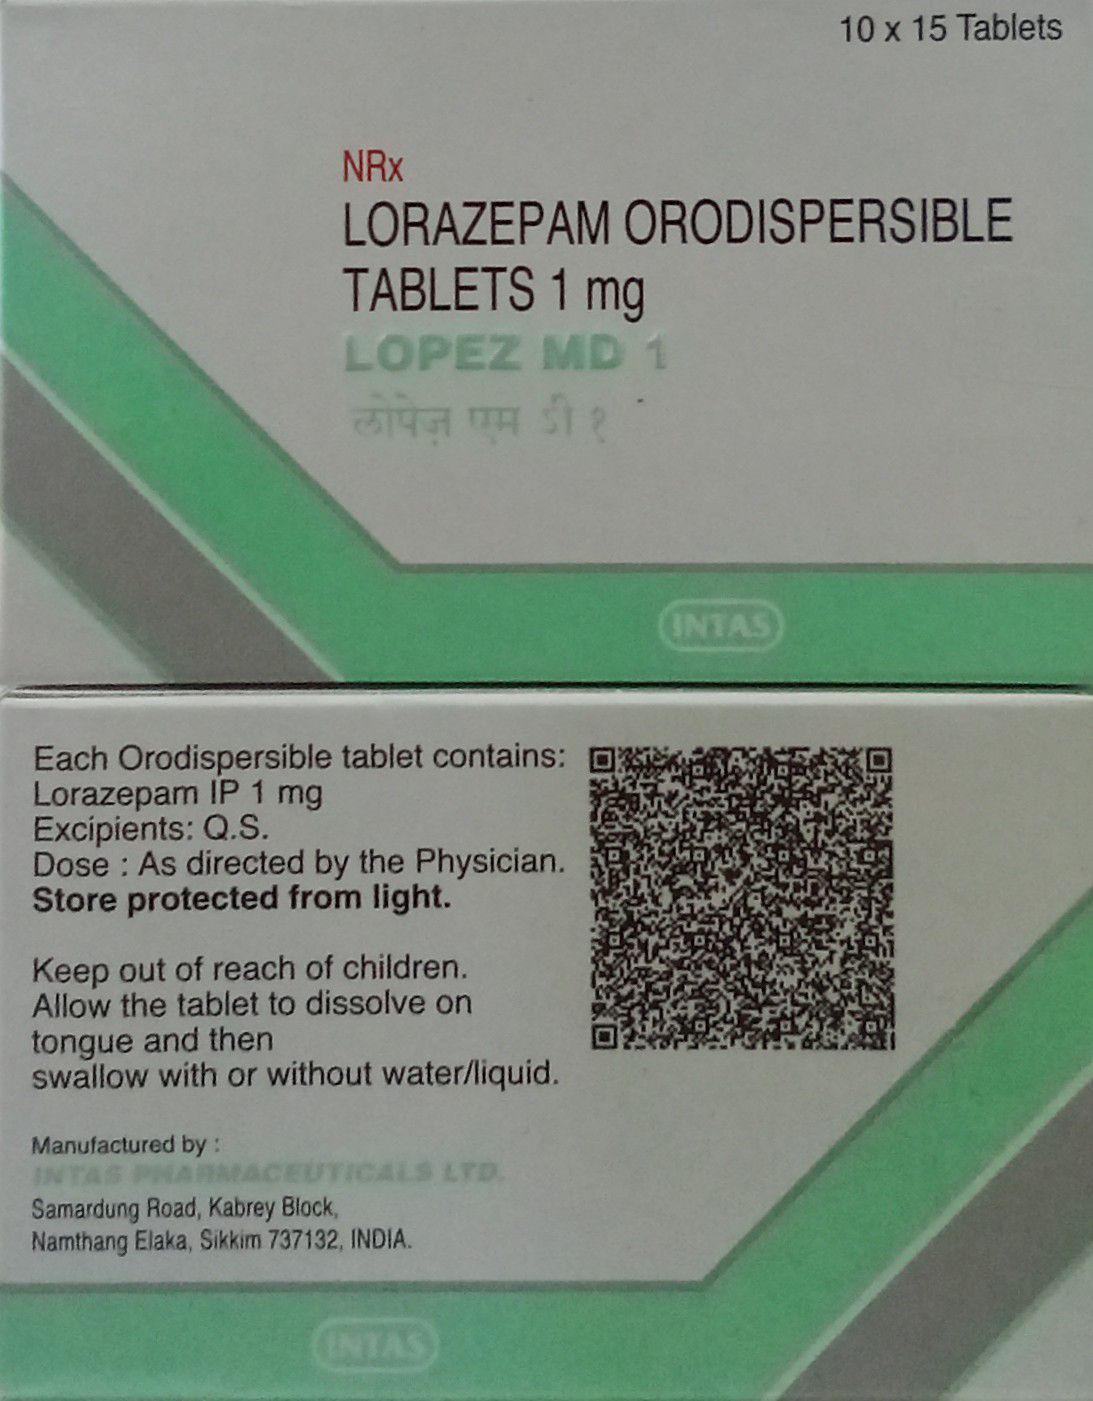 10 x 15 Tablets
NRx
LORAZEPAM ORODISPERSIBLE
TABLETS 1 mg
LOPEZ MD 1
लोपेज़ एम डी १
INTAS
Each Orodispersible tablet contains:
Lorazepam IP 1 mg
Excipients: Q.S.
Dose : As directed by the Physician.
Store protected from light.
Keep out of reach of children.
Allow the tablet to dissolve on
tongue and then
swallow with or without water/liquid.
Manufactured by :
INTAS PHARMACEUTICALS LTD.
Samardung Road, Kabrey Block,
Namthang Elaka, Sikkim 737132, INDIA.
INTAS